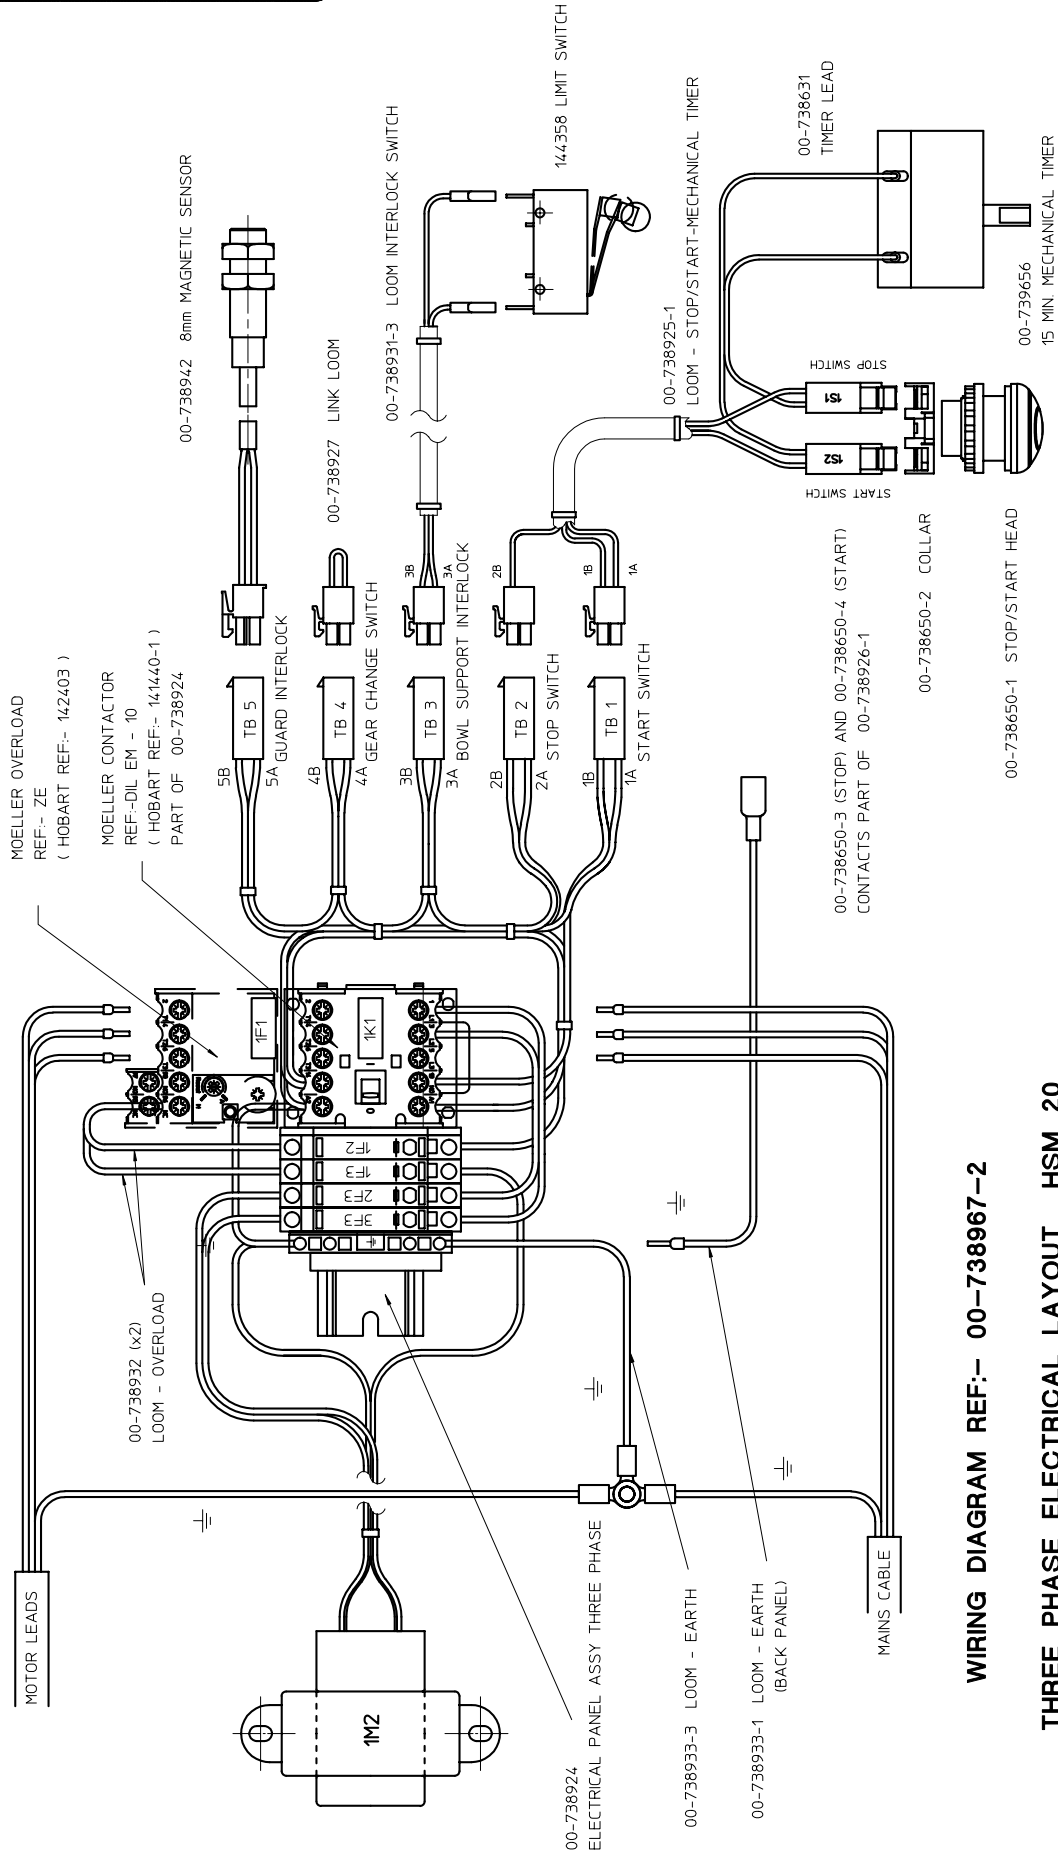 MOTOR LEADS
MOELLER OVERLOAD
REF:- ZE
( HOBART REF:- 142403 )
MOELLER CONTACTOR
REF:-DIL EM - 10
( HOBART REF:- 141440-1 )
PART OF 00-738924
00-738932 (x2)
LOOM - OVERLOAD
00-738942 8mm MAGNETIC SENSOR
1F1
1K1
1F2
1F3
2F3
3F3
1M2
5B
5A
TB 5
GUARD INTERLOCK
4B
4A
TB 4
GEAR CHANGE SWITCH
00-738927 LINK LOOM
3B
3A
TB 3
BOWL SUPPORT INTERLOCK
3B
3A
00-738931-3 LOOM INTERLOCK SWITCH
144358 LIMIT SWITCH
2B
2A
TB 2
STOP SWITCH
2B
1B
1A
TB 1
START SWITCH
1B
1A
00-738925-1
LOOM - STOP/START-MECHANICAL TIMER
00-738631
TIMER LEAD
00-739656
15 MIN. MECHANICAL TIMER
STOP SWITCH
1S1
1S2
START SWITCH
00-738650-3 (STOP) AND 00-738650-4 (START)
CONTACTS PART OF 00-738926-1
00-738650-2 COLLAR
00-738650-1 STOP/START HEAD
00-738924
ELECTRICAL PANEL ASSY THREE PHASE
00-738933-3 LOOM - EARTH
00-738933-1 LOOM - EARTH
(BACK PANEL)
MAINS CABLE
WIRING DIAGRAM REF:- 00-738967-2
THREE PHASE ELECTRICAL LAYOUT HSM 20